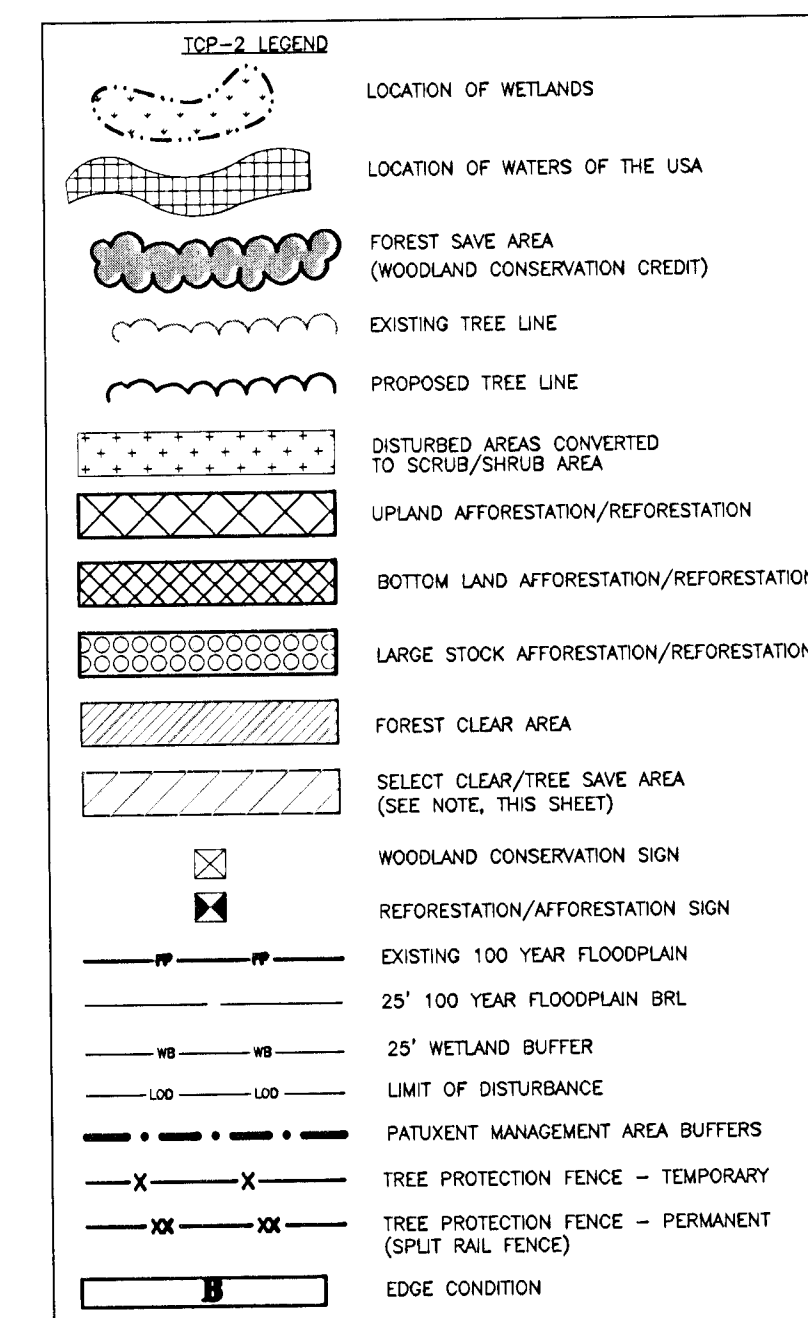 TCP-2 LEGEND
LOCATION OF WETLANDS
LOCATION OF WATERS OF THE USA
FOREST SAVE AREA
(WOODLAND CONSERVATION CREDIT)
EXISTING TREE LINE
PROPOSED TREE LINE
DISTURBED AREAS CONVERTED
TO SCRUB/SHRUB AREA
UPLAND AFFORESTATION/REFORESTATION
BOTTOM LAND AFFORESTATION/REFORESTATION
LARGE STOCK AFFORESTATION/REFORESTATION
FOREST CLEAR AREA
SELECT CLEAR/TREE SAVE AREA
(SEE NOTE, THIS SHEET)
WOODLAND CONSERVATION SIGN
REFORESTATION/AFFORESTATION SIGN
FP FP EXISTING 100 YEAR FLOODPLAIN
25' 100 YEAR FLOODPLAIN BRL
WB WB 25' WETLAND BUFFER
LOD LOD LIMIT OF DISTURBANCE
PATUXENT MANAGEMENT AREA BUFFERS
X X TREE PROTECTION FENCE - TEMPORARY
XX XX TREE PROTECTION FENCE - PERMANENT
(SPLIT RAIL FENCE)
B EDGE CONDITION